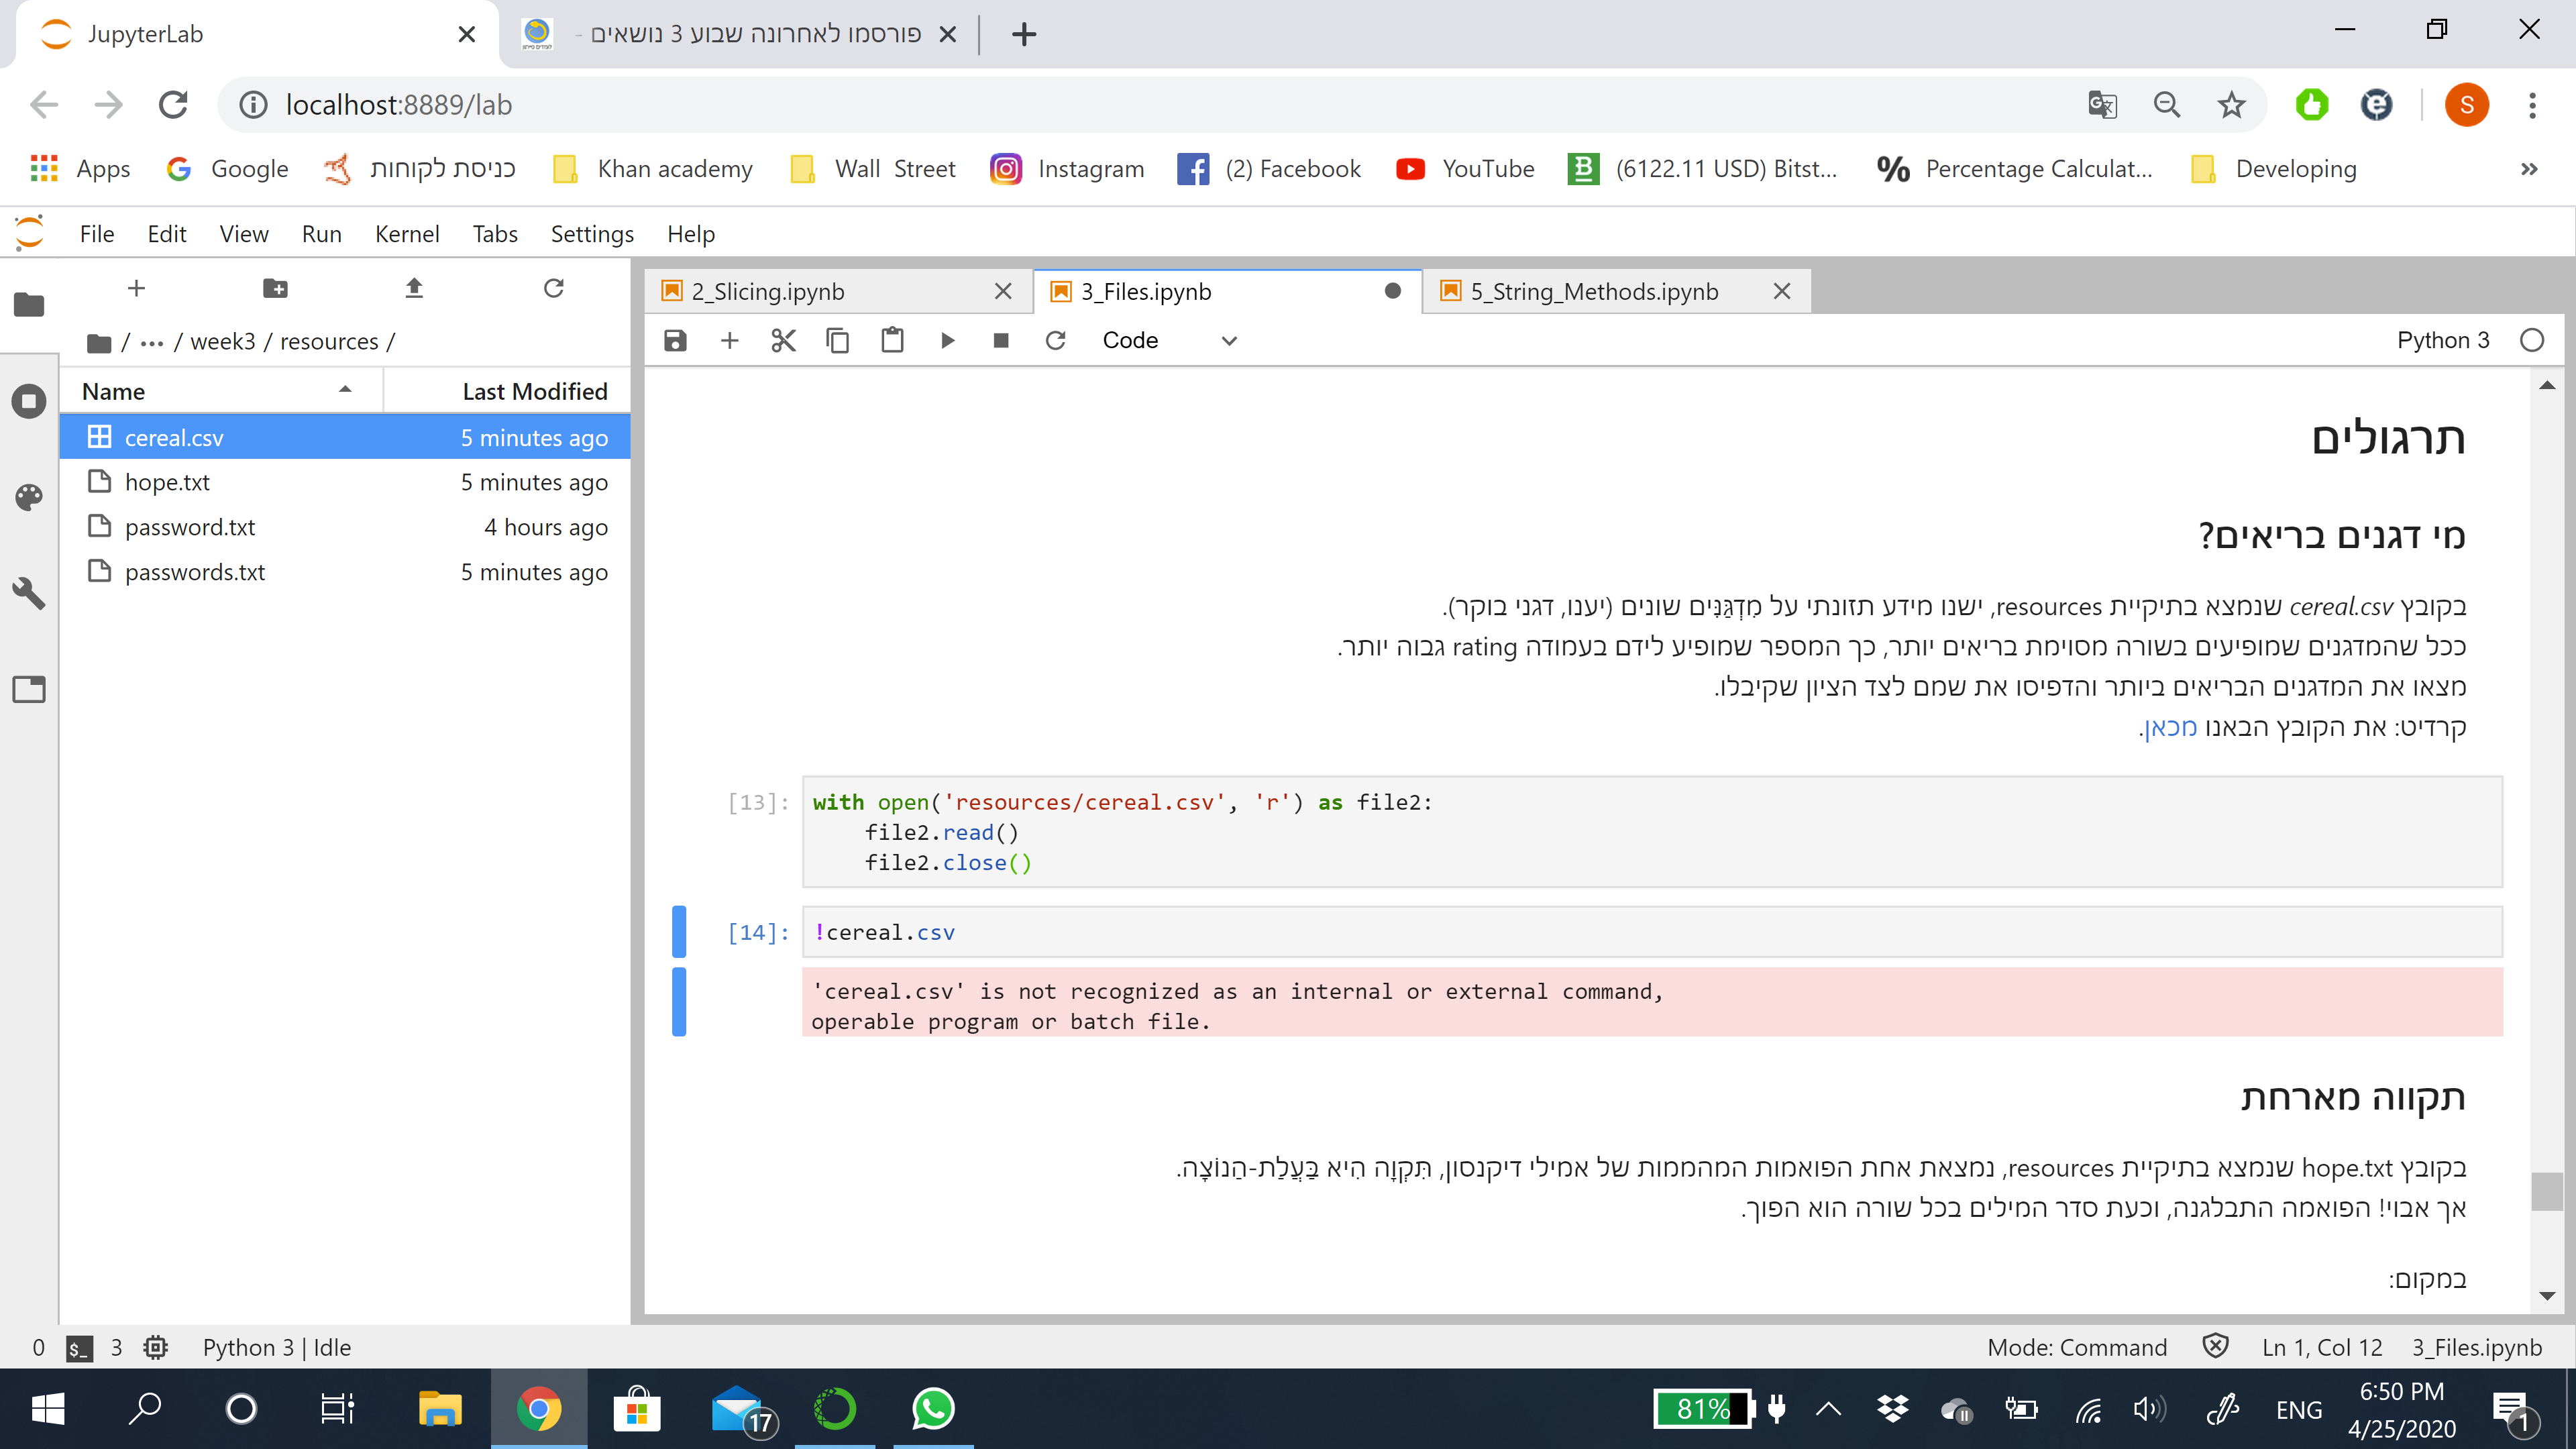 JupyterLab
פורסמו לאחרונה שבוע 3 נושאים -
localhost:8889/lab
S
Apps
Google
כניסת לקוחות
Khan academy
Wall Street
Instagram
(2) Facebook
YouTube
(6122.11 USD) Bitst...
Percentage Calculat...
Developing
File Edit View Run Kernel Tabs Settings Help
/ ··· / week3 / resources /
Name Last Modified
cereal.csv 5 minutes ago
hope.txt 5 minutes ago
password.txt 4 hours ago
passwords.txt 5 minutes ago
2_Slicing.ipynb
3_Files.ipynb
5_String_Methods.ipynb
Code
Python 3
תרגולים
מי דגנים בריאים?
בקובץ cereal.csv שנמצא בתיקיית resources, ישנו מידע תזונתי על מִדְגַּנִּים שונים (יענו, דגני בוקר).
ככל שהמדגנים שמופיעים בשורה מסוימת בריאים יותר, כך המספר שמופיע לידם בעמודה rating גבוה יותר.
מצאו את המדגנים הבריאים ביותר והדפיסו את שמם לצד הציון שקיבלו.
קרדיט: את הקובץ הבאנו מכאן.
[13]: with open('resources/cereal.csv', 'r') as file2:
file2.read()
file2.close()
[14]: !cereal.csv
'cereal.csv' is not recognized as an internal or external command,
operable program or batch file.
תקווה מארחת
בקובץ hope.txt שנמצא בתיקיית resources, נמצאת אחת הפואמות המהממות של אמילי דיקנסון, תִּקְוָה הִיא בַּעֲלַת-הַנוֹצָה.
אך אבוי! הפואמה התבלגנה, וכעת סדר המילים בכל שורה הוא הפוך.
במקום:
0 $_ 3 Python 3 | Idle
Mode: Command Ln 1, Col 12 3_Files.ipynb
17
81%
ENG
6:50 PM
4/25/2020
1